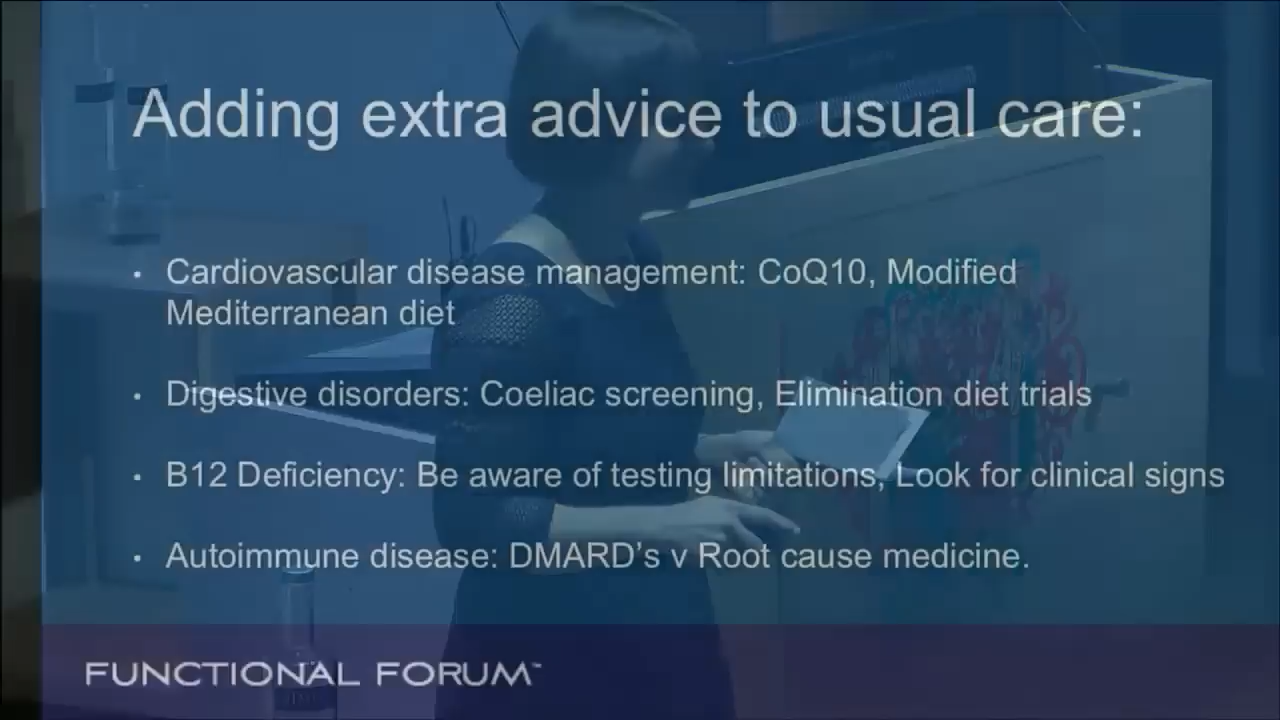 Adding extra advice to usual care:
• Cardiovascular disease management: CoQ10, Modified
Mediterranean diet
• Digestive disorders: Coeliac screening, Elimination diet trials
• B12 Deficiency: Be aware of testing limitations, Look for clinical signs
• Autoimmune disease: DMARD's v Root cause medicine.
FUNCTIONAL FORUM™